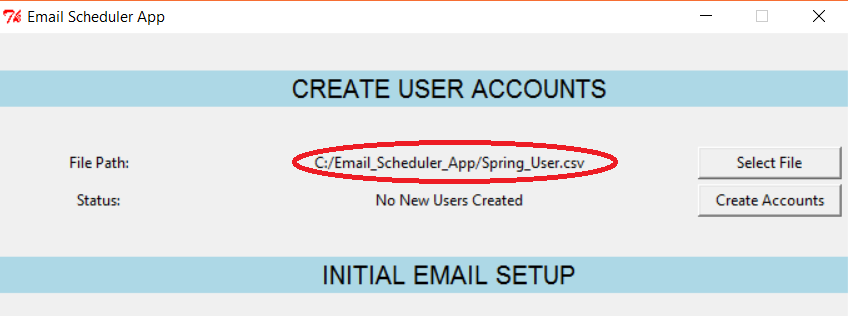 Email Scheduler App
CREATE USER ACCOUNTS
File Path: C:/Email_Scheduler_App/Spring_User.csv Select File
Status: No New Users Created Create Accounts
INITIAL EMAIL SETUP